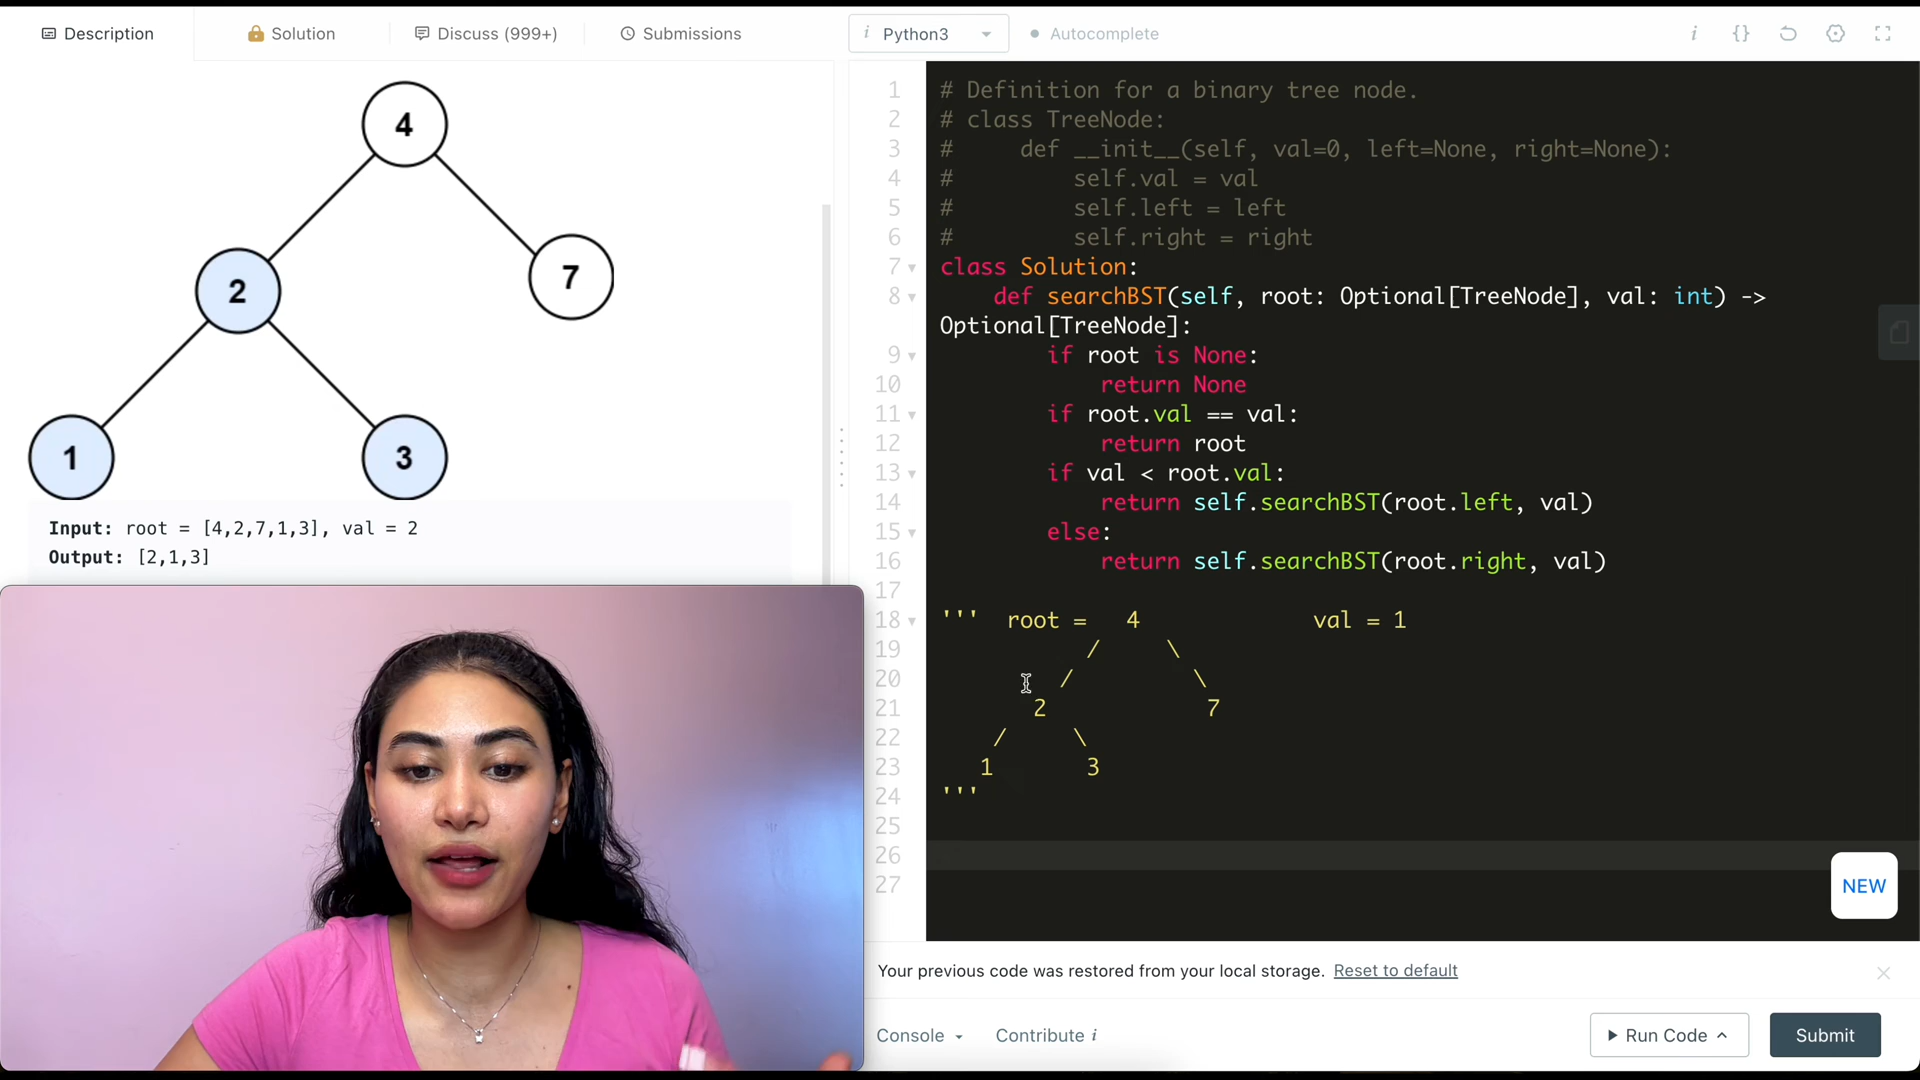 Description
Solution
Discuss (999+)
Submissions
i Python3
Autocomplete
i {}
4
2
7
1
3
Input: root = [4,2,7,1,3], val = 2
Output: [2,1,3]
1 # Definition for a binary tree node.
2 # class TreeNode:
3 #     def __init__(self, val=0, left=None, right=None):
4 #         self.val = val
5 #         self.left = left
6 #         self.right = right
7 class Solution:
8     def searchBST(self, root: Optional[TreeNode], val: int) ->
Optional[TreeNode]:
9         if root is None:
10             return None
11         if root.val == val:
12             return root
13         if val < root.val:
14             return self.searchBST(root.left, val)
15         else:
16             return self.searchBST(root.right, val)
17
18 '''  root =   4             val = 1
19           /     \
20         /         \
21       2            7
22    /     \
23   1       3
24 '''
25
26
27
NEW
Your previous code was restored from your local storage. Reset to default
Console
Contribute i
Run Code
Submit